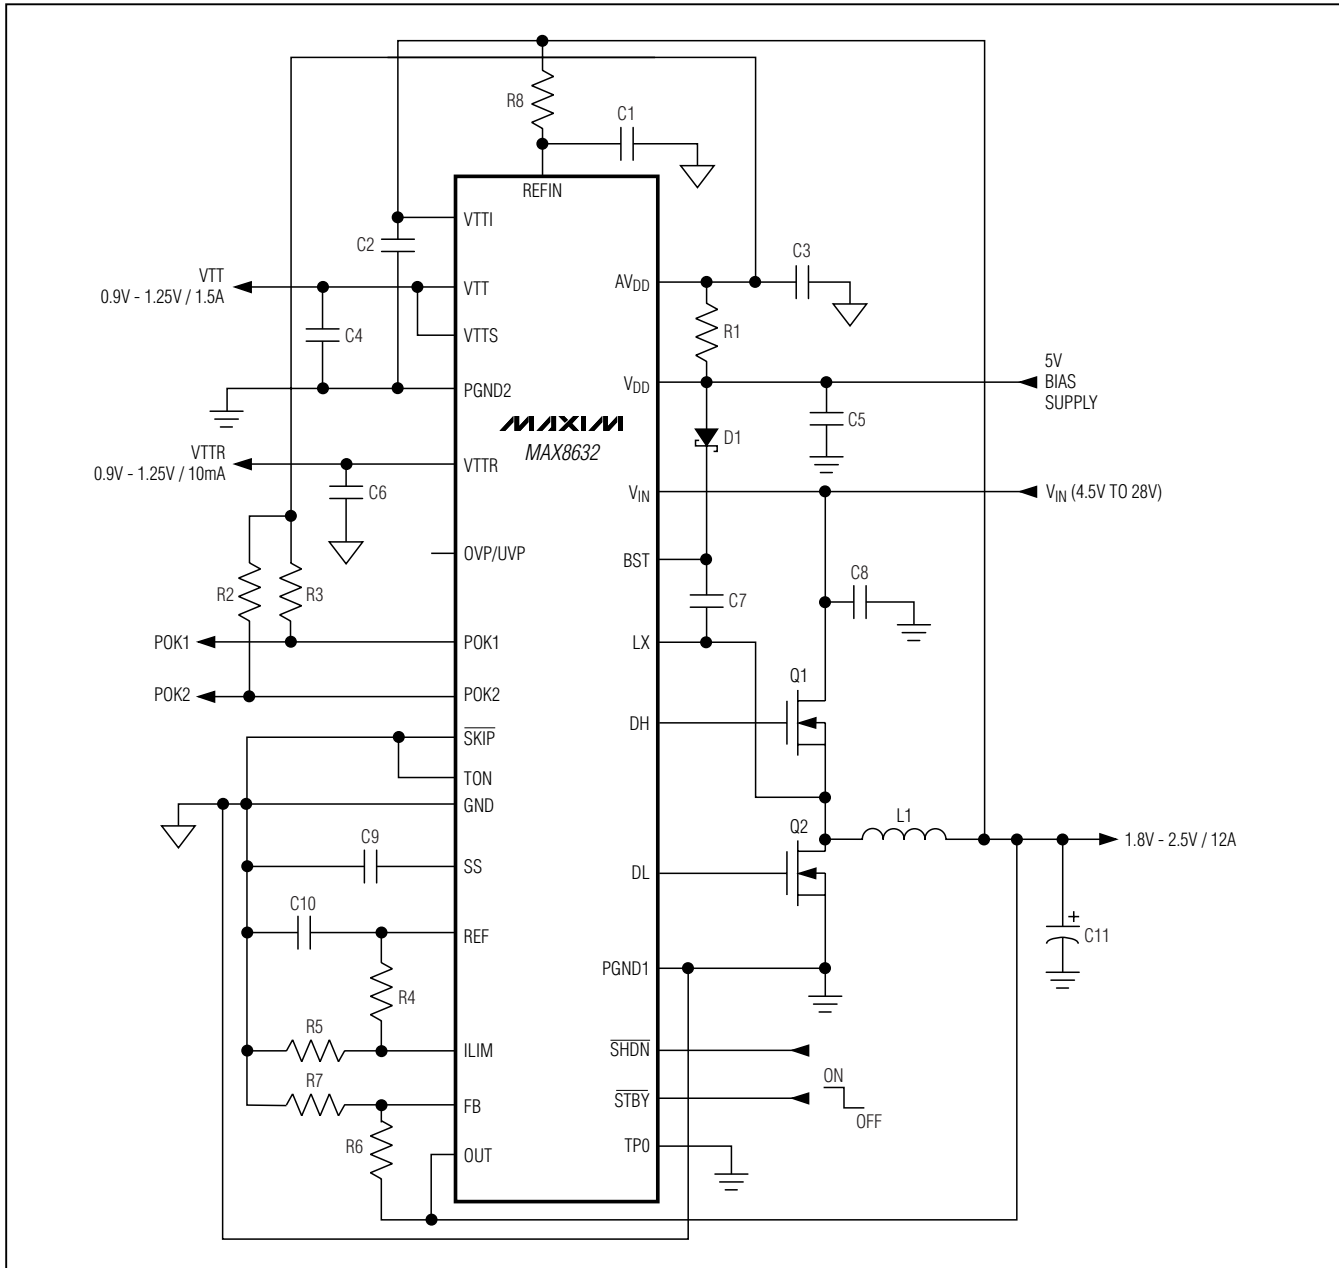 R8
C1
REFIN
VTTI
C2
C3
VTT
0.9V - 1.25V / 1.5A
VTT
AVDD
C4
VTTS
R1
5V
BIAS
SUPPLY
PGND2
VDD
MAXIM
MAX8632
D1
C5
VTTR
0.9V - 1.25V / 10mA
VTTR
C6
VIN
VIN (4.5V TO 28V)
OVP/UVP
BST
R2
R3
C7
C8
POK1
POK1
LX
POK2
POK2
Q1
DH
SKIP
TON
GND
L1
Q2
1.8V - 2.5V / 12A
C9
SS
DL
C10
REF
+
C11
PGND1
R4
R5
ILIM
SHDN
R7
FB
STBY
ON
OFF
R6
OUT
TP0